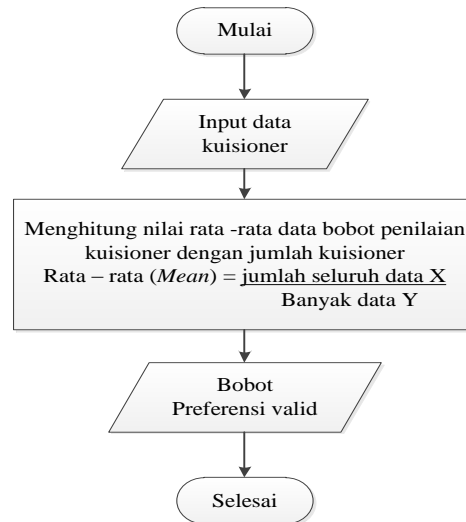 Mulai
Input data
kuisioner
Menghitung nilai rata -rata data bobot penilaian
kuisioner dengan jumlah kuisioner
Rata – rata (Mean) = jumlah seluruh data X
Banyak data Y
Bobot
Preferensi valid
Selesai